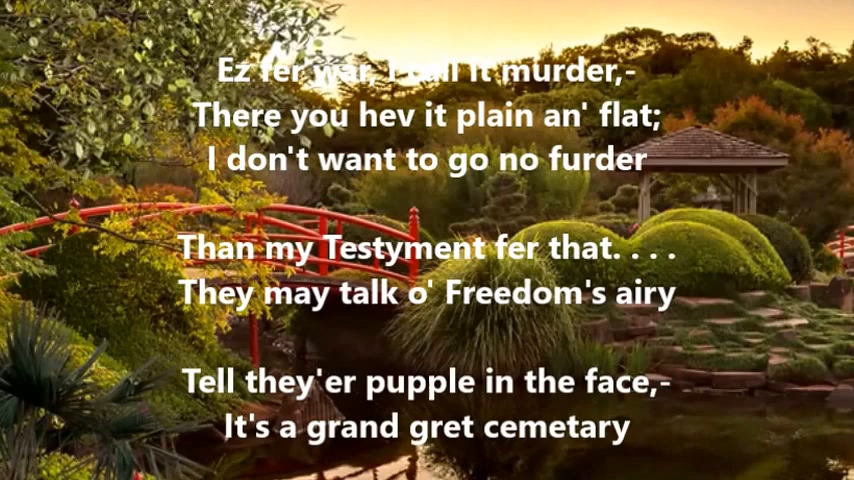 Ez fer war, I call it murder,-
There you hev it plain an' flat;
I don't want to go no furder
Than my Testyment fer that. . . .
They may talk o' Freedom's airy
Tell they'er pupple in the face,-
It's a grand gret cemetary